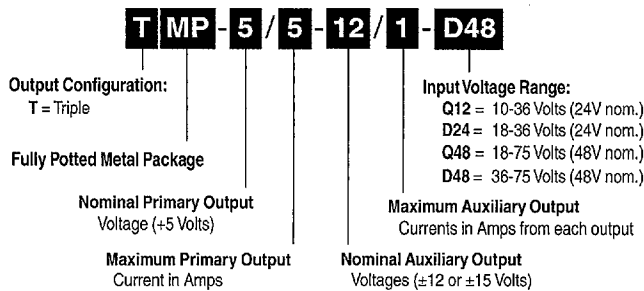 T MP - 5 / 5 - 12 / 1 - D48
Output Configuration:
T = Triple
Fully Potted Metal Package
Nominal Primary Output
Voltage (+5 Volts)
Maximum Primary Output
Current in Amps
Input Voltage Range:
Q12 = 10-36 Volts (24V nom.)
D24 = 18-36 Volts (24V nom.)
Q48 = 18-75 Volts (48V nom.)
D48 = 36-75 Volts (48V nom.)
Maximum Auxiliary Output
Currents in Amps from each output
Nominal Auxiliary Output
Voltages (±12 or ±15 Volts)